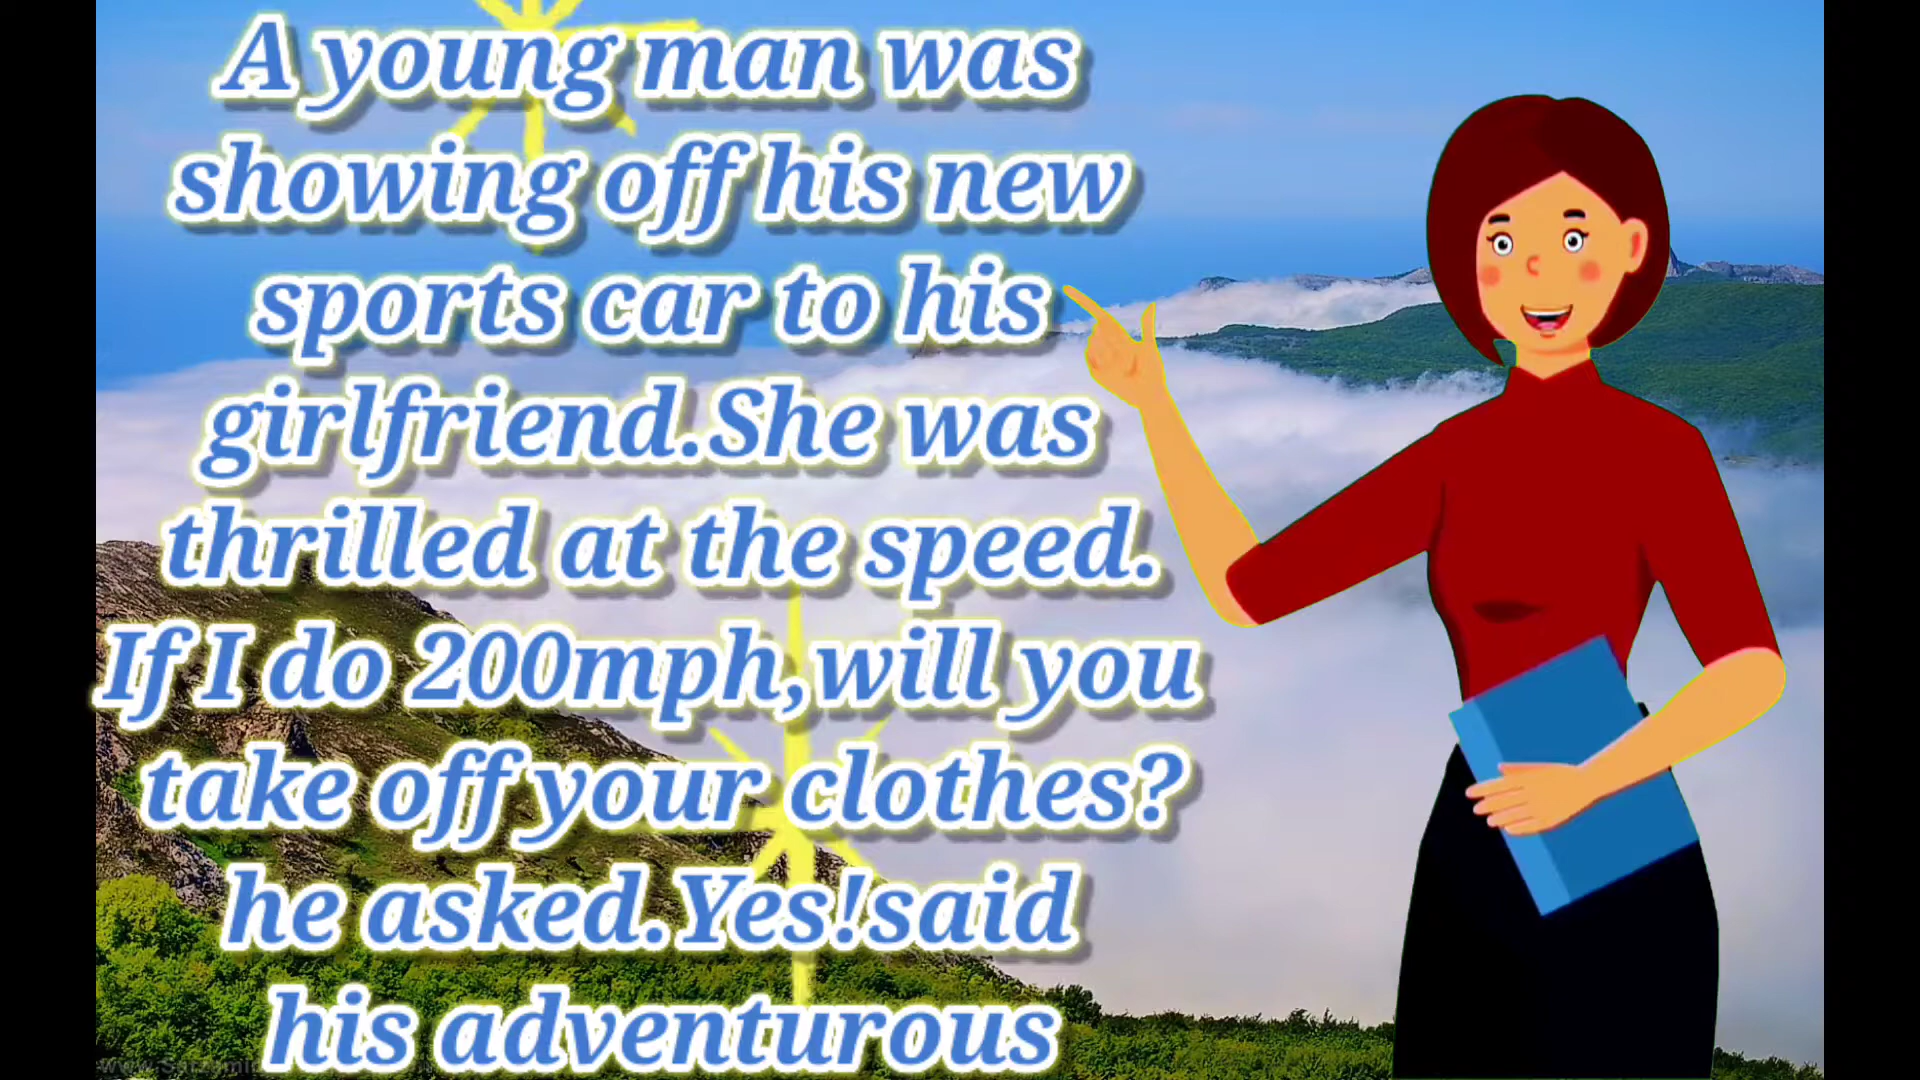 A young man was
showing off his new
sports car to his
girlfriend.She was
thrilled at the speed.
If I do 200mph,will you
take off your clothes?
he asked.Yes!said
his adventurous